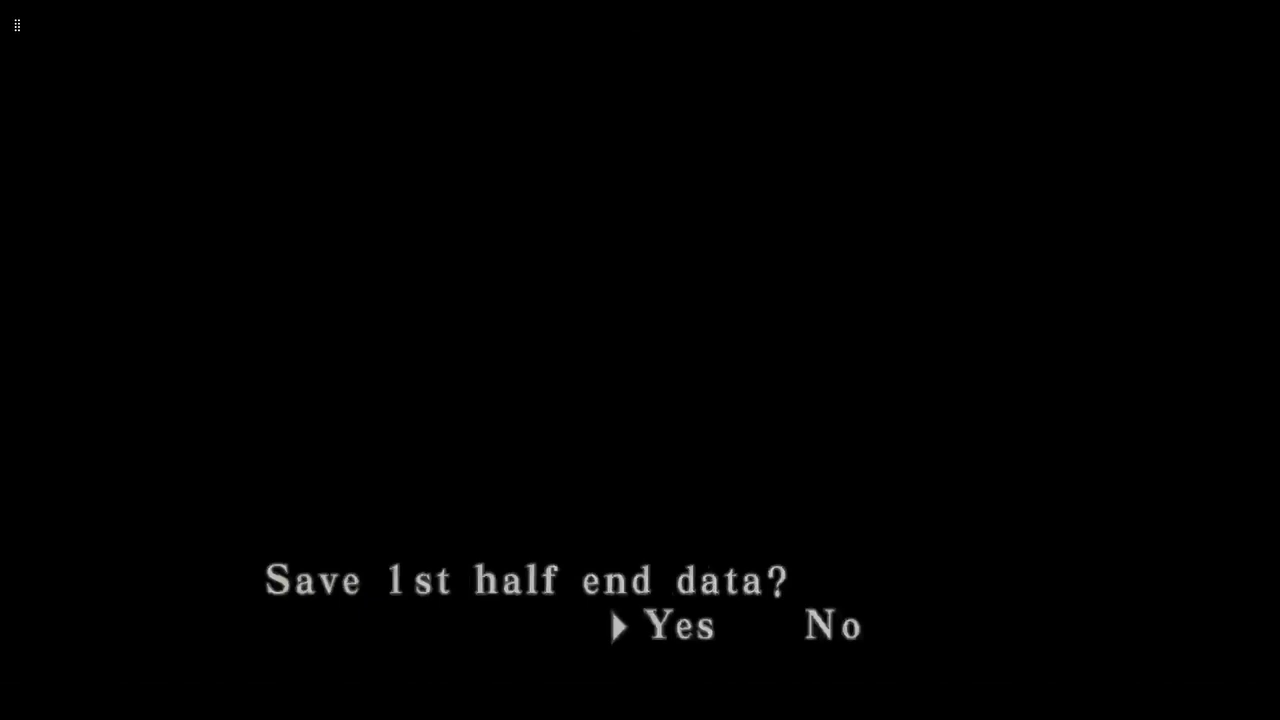 Save 1st half end data?
Yes No